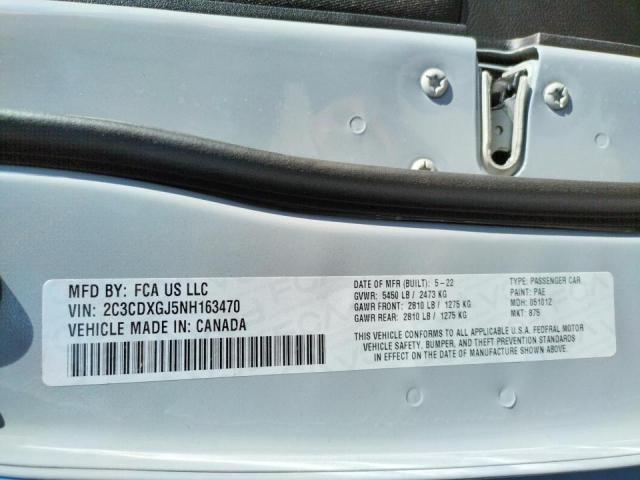 MFD BY: FCA US LLC
VIN: 2C3CDXGJ5NH163470
VEHICLE MADE IN: CANADA
DATE OF MFR (BUILT): 5-22
GVWR: 5450 LB / 2473 KG
GAWR FRONT: 2810 LB / 1275 KG
GAWR REAR: 2810 LB / 1275 KG
TYPE: PASSENGER CAR
PAINT: PAE
MDH: 051012
MKT: 875
THIS VEHICLE CONFORMS TO ALL APPLICABLE U.S.A. FEDERAL MOTOR
VEHICLE SAFETY, BUMPER, AND THEFT PREVENTION STANDARDS
IN EFFECT ON THE DATE OF MANUFACTURE SHOWN ABOVE.